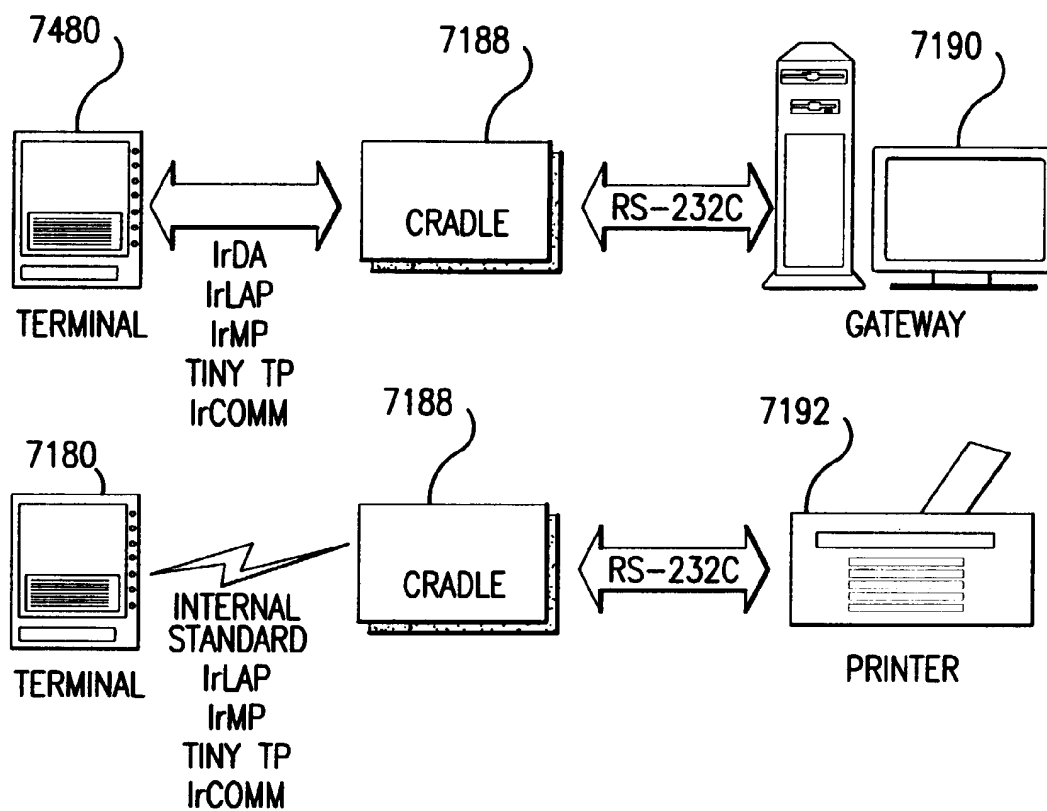 7480
7188
7190
CRADLE
RS-232C
IrDA
IrLAP
IrMP
TINY TP
IrCOMM
TERMINAL
GATEWAY
7180
7188
7192
CRADLE
RS-232C
INTERNAL
STANDARD
IrLAP
IrMP
TINY TP
IrCOMM
TERMINAL
PRINTER